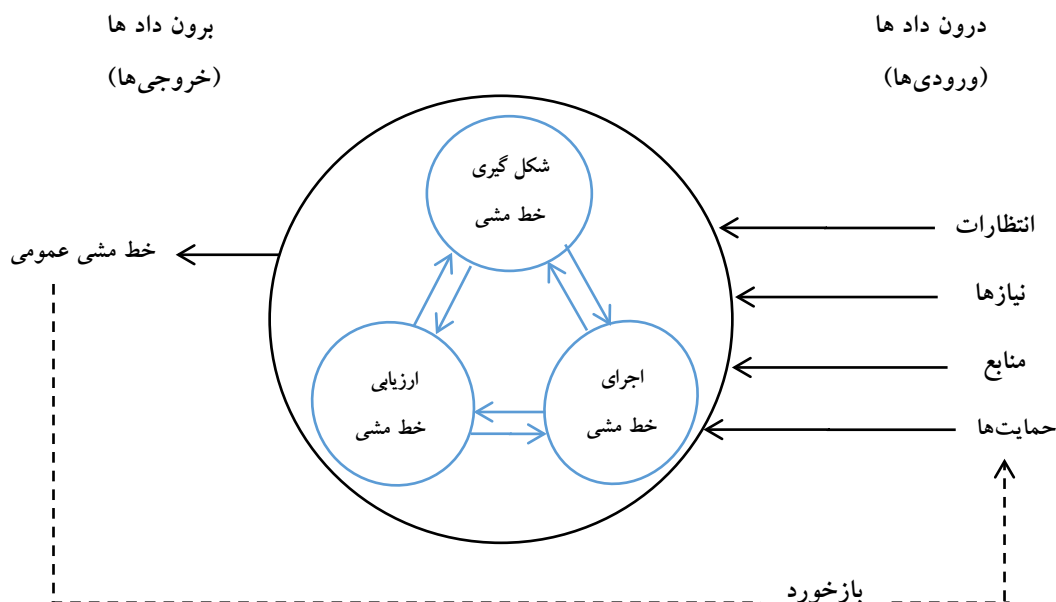 درون داد ها
(ورودی‌ها)
برون داد ها
(خروجی‌ها)
شکل گیری
خط مشی
انتظارات
خط مشی عمومی
نیازها
منابع
اجرای
خط مشی
ارزیابی
خط مشی
حمایت‌ها
بازخورد